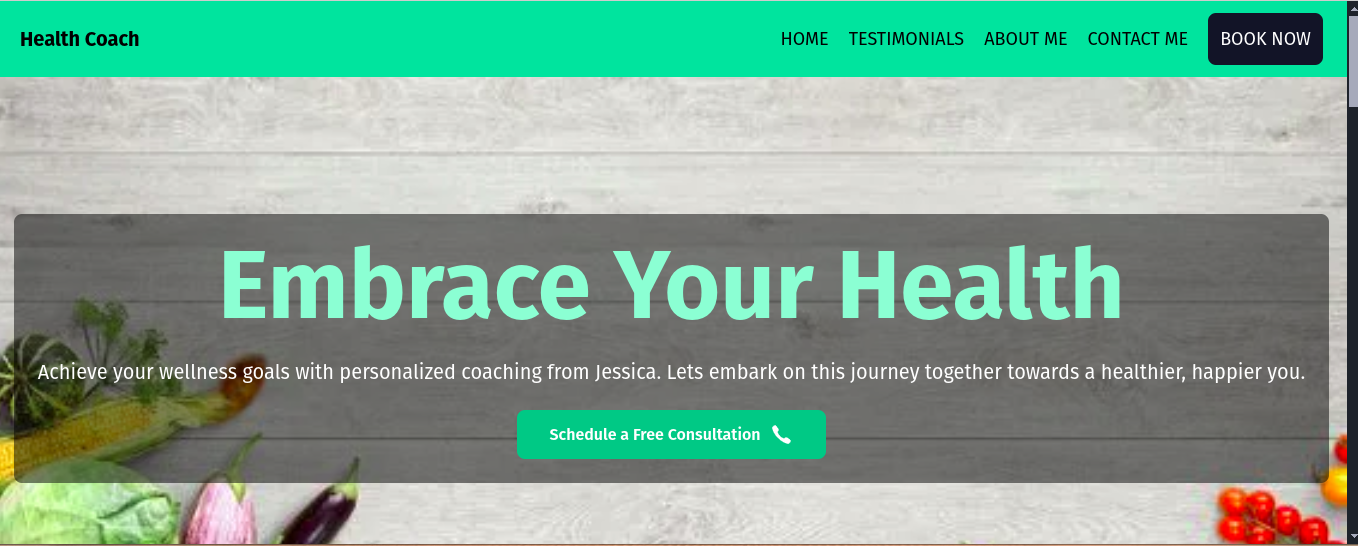 Health Coach
HOME TESTIMONIALS ABOUT ME CONTACT ME BOOK NOW
Embrace Your Health
Achieve your wellness goals with personalized coaching from Jessica. Lets embark on this journey together towards a healthier, happier you.
Schedule a Free Consultation